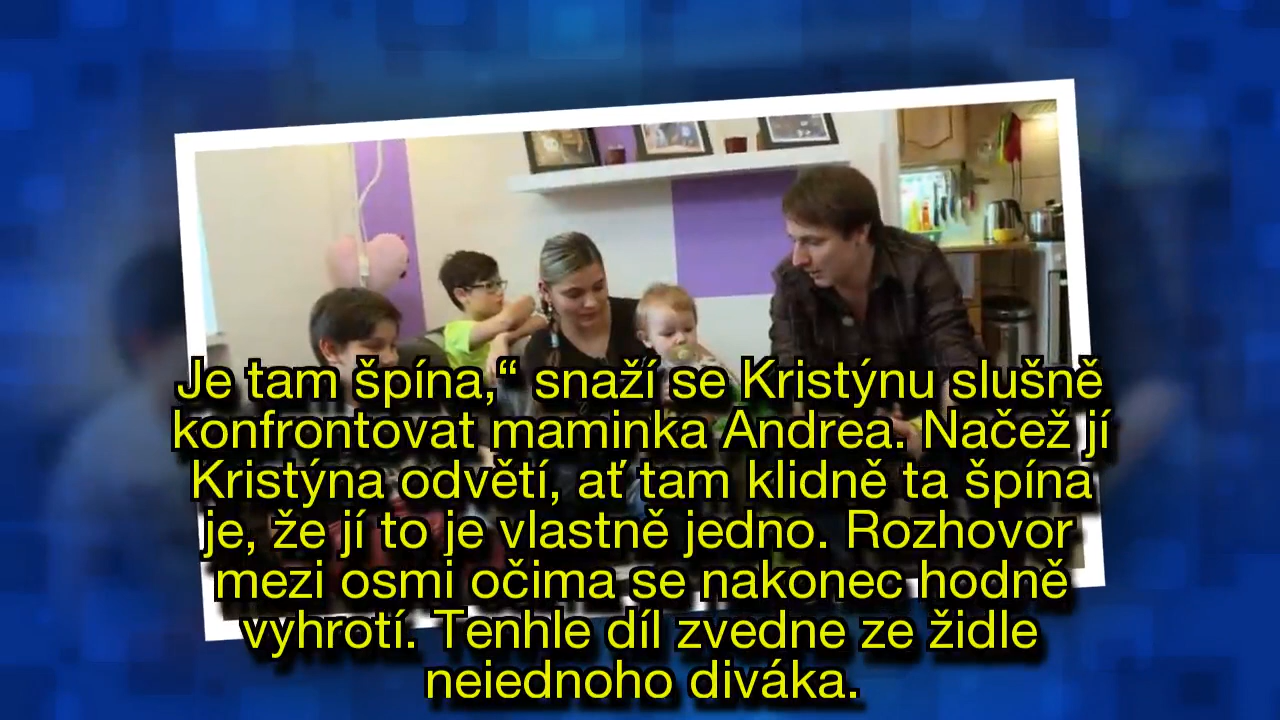 Je tam špína,“ snaží se Kristýnu slušně
konfrontovat maminka Andrea. Načež jí
Kristýna odvětí, ať tam klidně ta špína
je, že jí to je vlastně jedno. Rozhovor
mezi osmi očima se nakonec hodně
vyhrotí. Tenhle díl zvedne ze židle
nejednoho diváka.